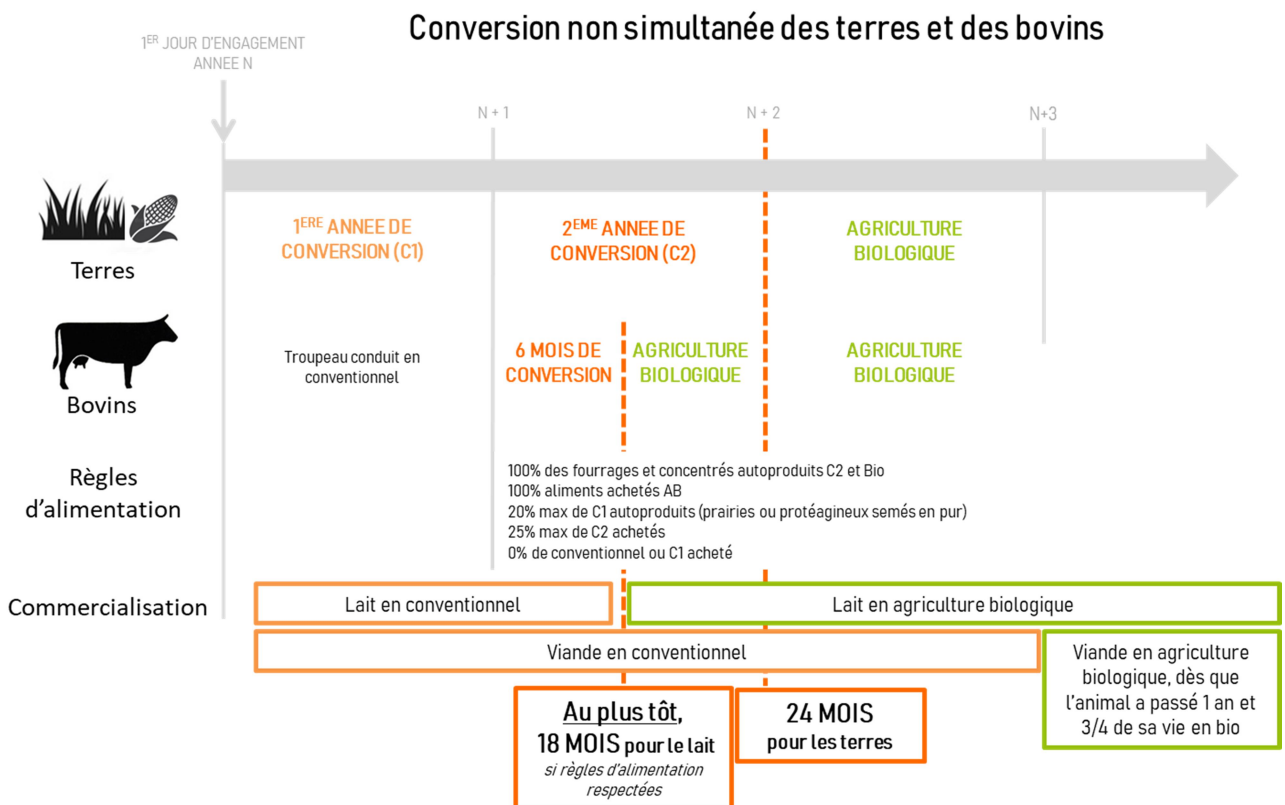 Conversion non simultanée des terres et des bovins
1ER JOUR D'ENGAGEMENT
ANNEE N
N + 1
N + 2
N+3
Terres
1ERE ANNEE DE
CONVERSION (C1)
2EME ANNEE DE
CONVERSION (C2)
AGRICULTURE
BIOLOGIQUE
Bovins
Troupeau conduit en
conventionnel
6 MOIS DE
CONVERSION
AGRICULTURE
BIOLOGIQUE
AGRICULTURE
BIOLOGIQUE
Règles
d'alimentation
100% des fourrages et concentrés autoproduits C2 et Bio
100% aliments achetés AB
20% max de C1 autoproduits (prairies ou protéagineux semés en pur)
25% max de C2 achetés
0% de conventionnel ou C1 acheté
Commercialisation
Lait en conventionnel
Lait en agriculture biologique
Viande en conventionnel
Viande en agriculture
biologique, dès que
l'animal a passé 1 an et
3/4 de sa vie en bio
Au plus tôt,
18 MOIS pour le lait
si règles d'alimentation
respectées
24 MOIS
pour les terres